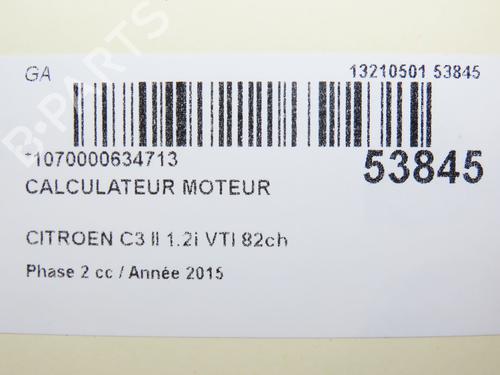 GA
13210501 53845
*1070000634713
53845
CALCULATEUR MOTEUR
CITROEN C3 II 1.2i VTI 82ch
Phase 2 cc / Année 2015
B-PARTS